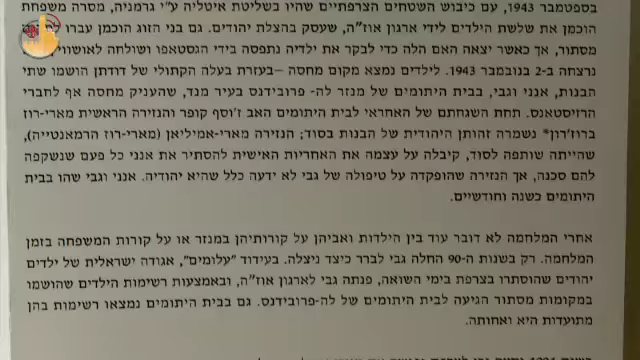 בספטמבר 1943, עם כיבוש השטחים הצרפתיים שהיו בשליטת איטליה ע"י גרמניה, מסרה משפחת
הוכמן את שלשת הילדים לידי ארגון אוז"ה, שעסק בהצלת יהודים. גם בני הזוג הוכמן עברו
מסתור, אך כאשר יצאה האם הלה כדי לבקר את ילדיה נתפסה בידי הגסטאפו ושולחה לאושוויץ
נרצחה ב-2 בנובמבר 1943. לילדים נמצא מקום מחסה –בעזרת בעלה הקתולי של דודתן הושמו שתי
הבנות, אנני וגבי, בבית היתומים של מנזר לה- פרובידנס בעיר מנד, שהעניק מחסה אף לחברי
הרזיסטאנס. תחת השגחתם של האחראי לבית היתומים האב ז'וסף קופר והנזירה הראשית מארי-רוז
ברוז'רון* נשמרה זהותן היהודית של הבנות בסוד; הנזירה מארי-אמיליאן (מארי-רוז הרמאנטייה),
שהייתה שותפה לסוד, קיבלה על עצמה את האחריות האישית להסתיר את אנני כל פעם שנשקפה
להם סכנה, אך הנזירה שהופקדה על טיפולה של גבי לא ידעה כלל שהיא יהודיה. אנני וגבי שהו בבית
היתומים כשנה וחודשיים.
אחרי המלחמה לא דובר עוד בין הילדות ואביהן על קורותיהן במנזר או על קורות המשפחה בזמן
המלחמה. רק בשנות ה-90 החלה גבי לברר כיצד ניצלה. בעידוד "עלומים", אגודה ישראלית של ילדים
יהודים שהוסתרו בצרפת בימי השואה, פנתה גבי לארגון אוז"ה, ובאמצעות רשימות הילדים שהושמו
במקומות מסתור הגיעה לבית היתומים של לה-פרובידנס. גם בבית היתומים נמצאו רשימות בהן
מתועדות היא ואחותה.